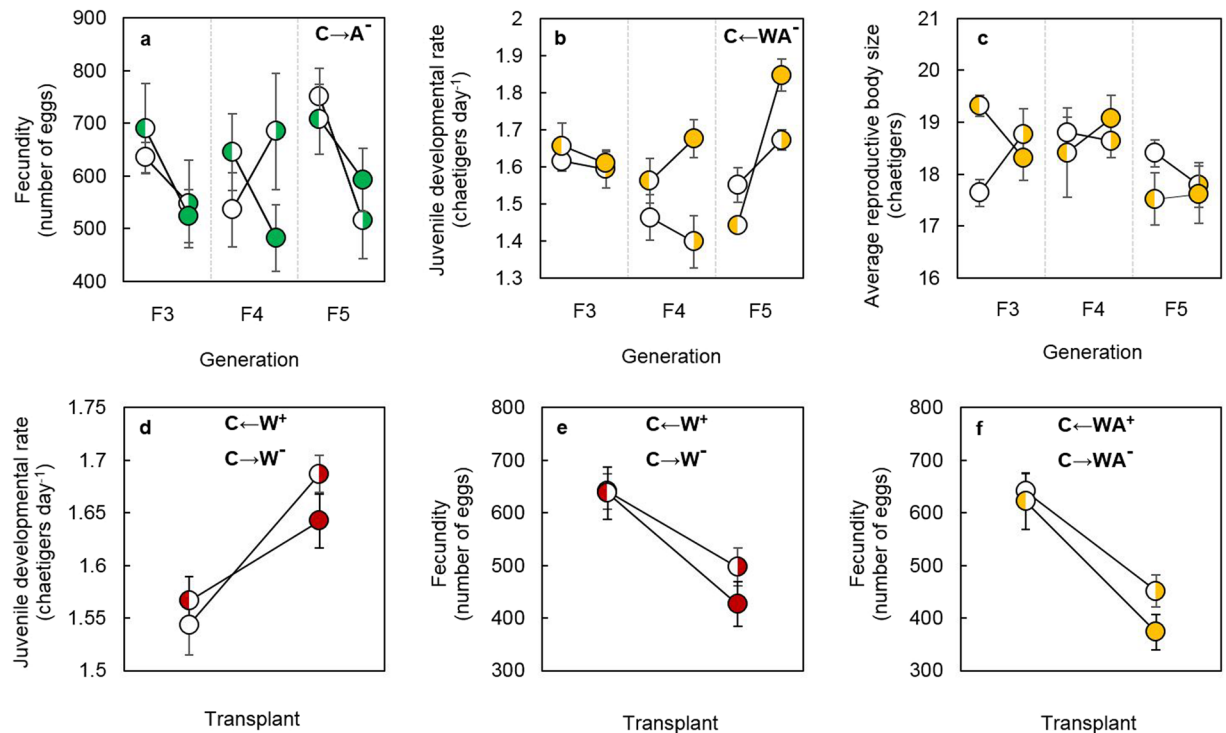 a
C→A⁻
900
800
700
600
500
400
Fecundity
(number of eggs)
F3 F4 F5
Generation
b
C←WA⁻
2
1.9
1.8
1.7
1.6
1.5
1.4
1.3
Juvenile developmental rate
(chaetigers day⁻¹)
F3 F4 F5
Generation
c
21
20
19
18
17
16
Average reproductive body size
(chaetigers)
F3 F4 F5
Generation
d
C←W⁺
C→W⁻
1.75
1.7
1.65
1.6
1.55
1.5
Juvenile developmental rate
(chaetigers day⁻¹)
Transplant
e
C←W⁺
C→W⁻
800
700
600
500
400
300
Fecundity
(number of eggs)
Transplant
f
C←WA⁺
C→WA⁻
800
700
600
500
400
300
Fecundity
(number of eggs)
Transplant